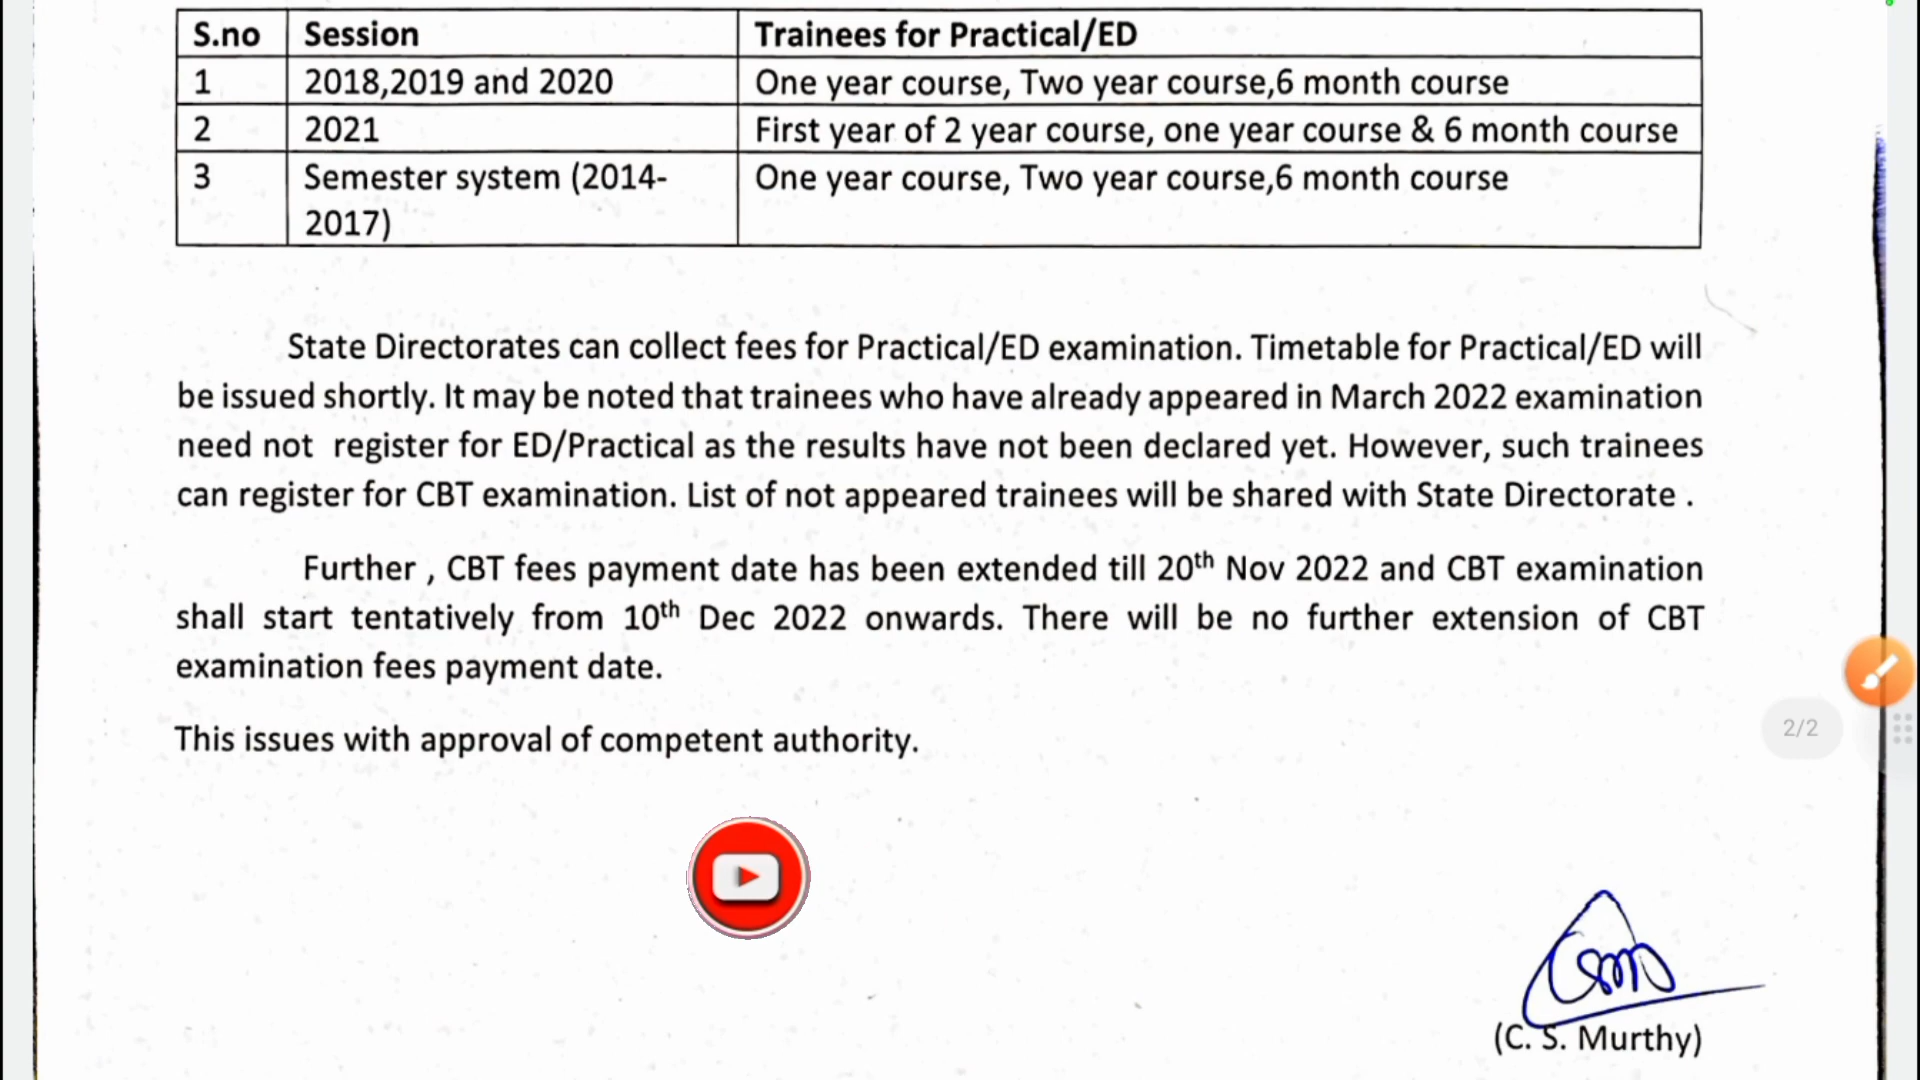 S.no Session Trainees for Practical/ED
1 2018,2019 and 2020 One year course, Two year course,6 month course
2 2021 First year of 2 year course, one year course & 6 month course
3 Semester system (2014- One year course, Two year course,6 month course
2017)
State Directorates can collect fees for Practical/ED examination. Timetable for Practical/ED will
be issued shortly. It may be noted that trainees who have already appeared in March 2022 examination
need not register for ED/Practical as the results have not been declared yet. However, such trainees
can register for CBT examination. List of not appeared trainees will be shared with State Directorate .
Further , CBT fees payment date has been extended till 20th Nov 2022 and CBT examination
shall start tentatively from 10th Dec 2022 onwards. There will be no further extension of CBT
examination fees payment date.
2/2
This issues with approval of competent authority.
(C. S. Murthy)